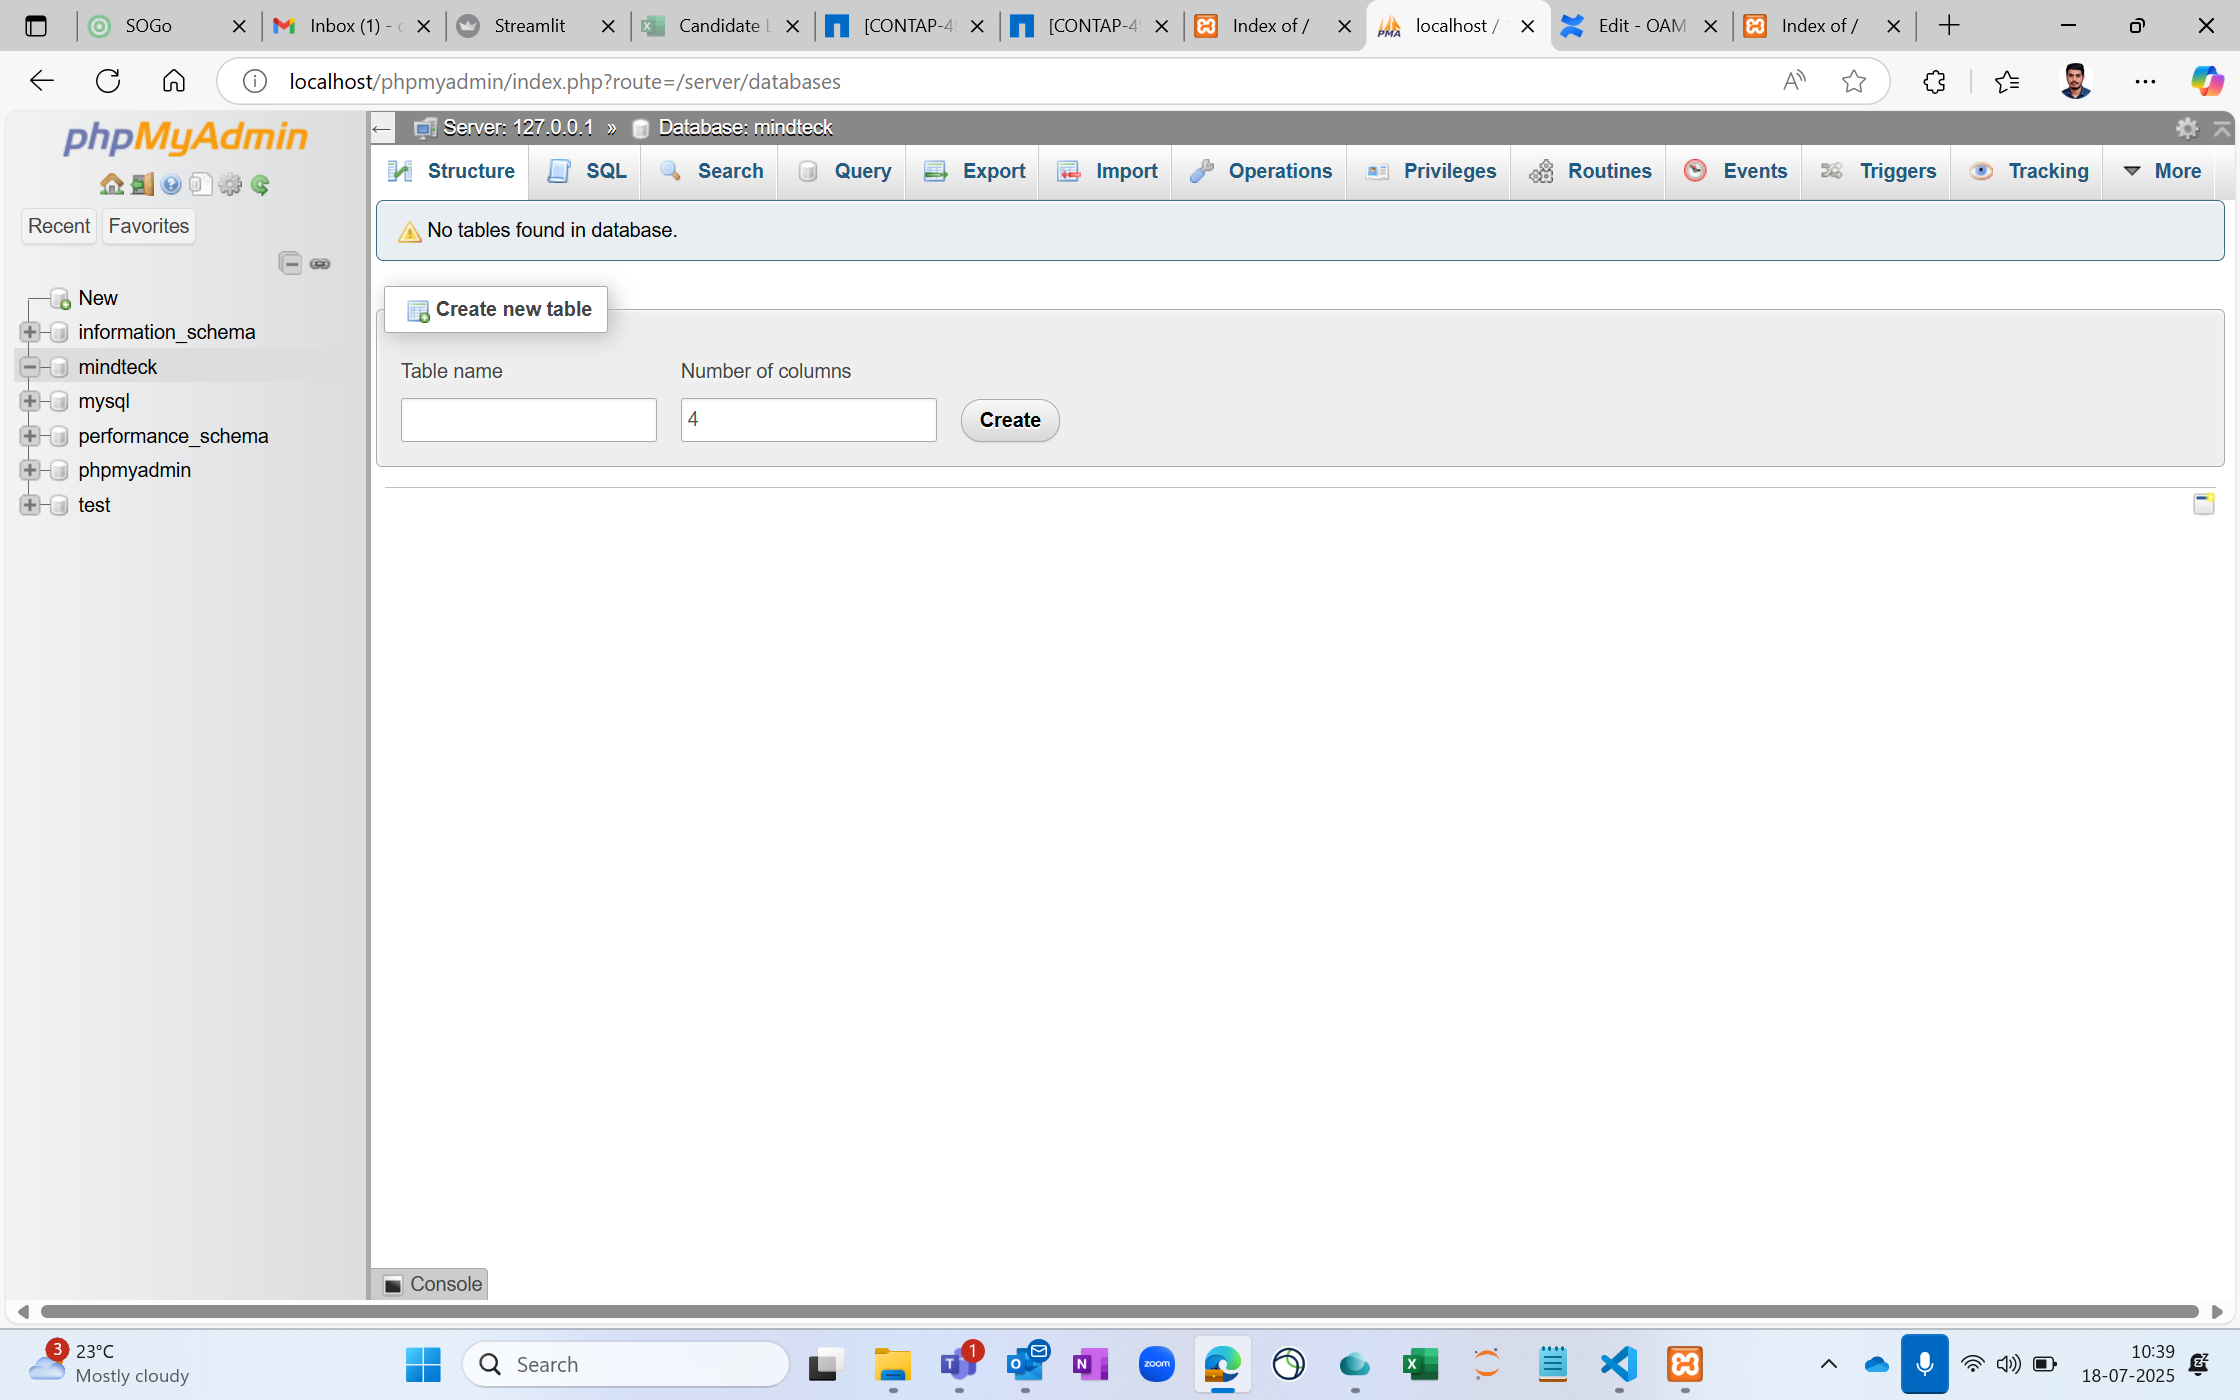 SOGo
Inbox (1) -
Streamlit
Candidate
[CONTAP-4
[CONTAP-4
Index of /
PMA
localhost /
Edit - OAM
Index of /
localhost/phpmyadmin/index.php?route=/server/databases
phpMyAdmin
Recent
Favorites
New
information_schema
mindteck
mysql
performance_schema
phpmyadmin
test
Server: 127.0.0.1 » Database: mindteck
Structure
SQL
Search
Query
Export
Import
Operations
Privileges
Routines
Events
Triggers
Tracking
More
No tables found in database.
Create new table
Table name
Number of columns
4
Create
Console
3
23°C
Mostly cloudy
Search
1
zoom
10:39
18-07-2025